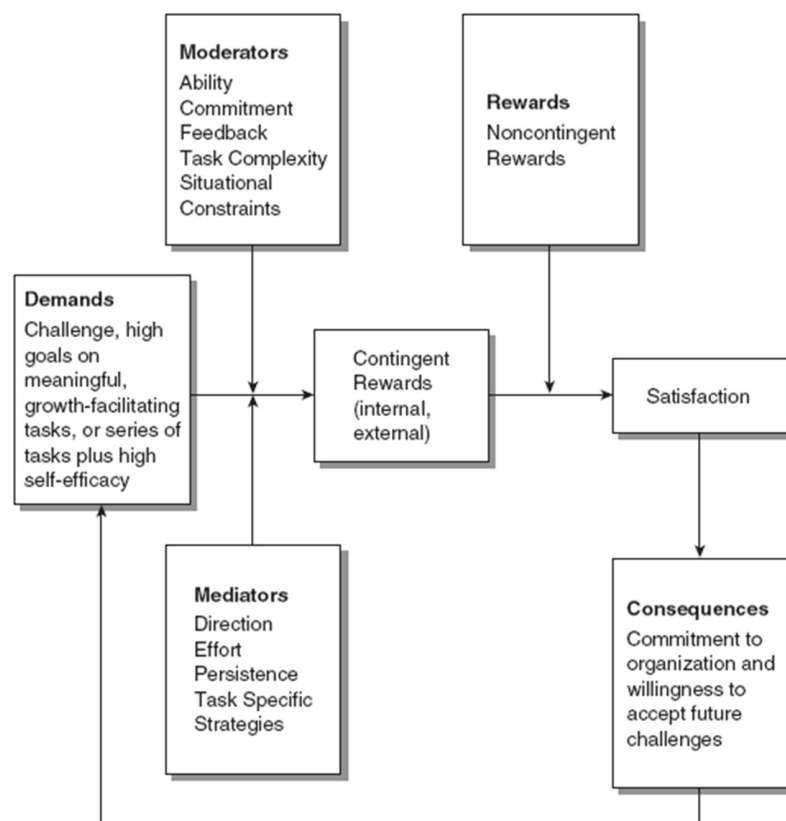 Moderators
Ability
Commitment
Feedback
Task Complexity
Situational
Constraints
Rewards
Noncontingent
Rewards
Demands
Challenge, high
goals on
meaningful,
growth-facilitating
tasks, or series of
tasks plus high
self-efficacy
Contingent
Rewards
(internal,
external)
Satisfaction
Mediators
Direction
Effort
Persistence
Task Specific
Strategies
Consequences
Commitment to
organization and
willingness to
accept future
challenges